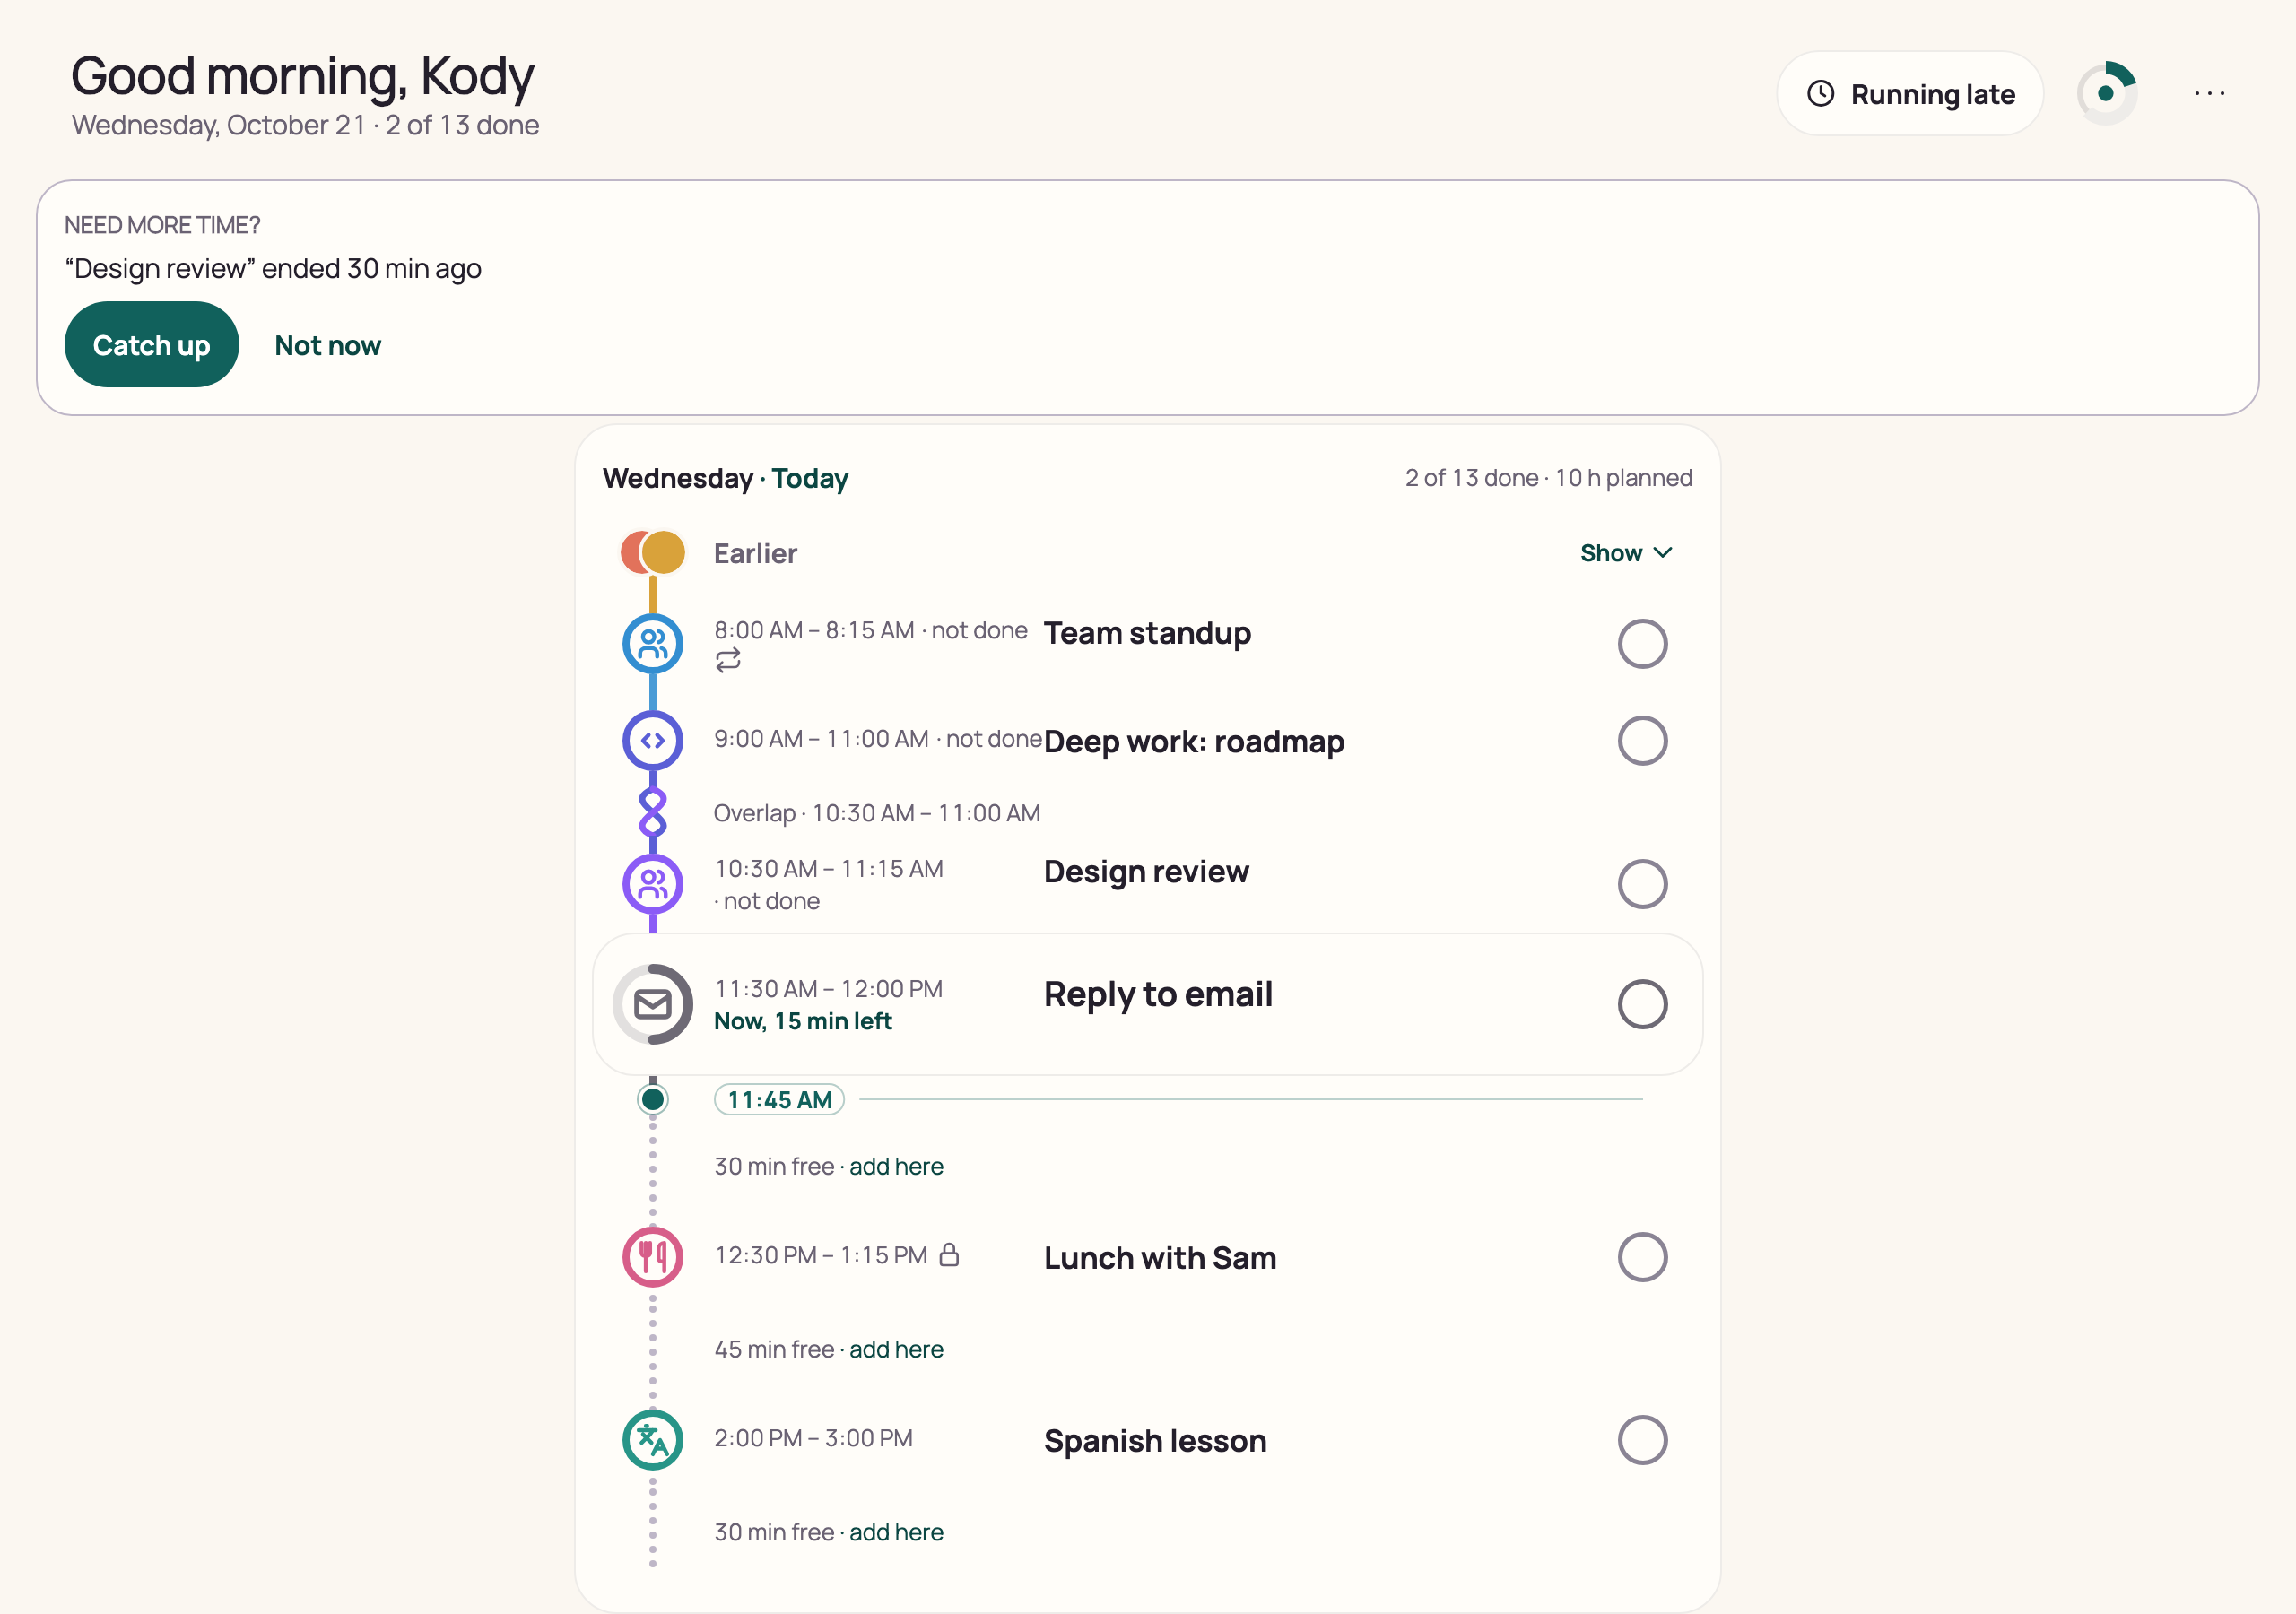 Good morning, Kody
Wednesday, October 21 · 2 of 13 done
Running late
NEED MORE TIME?
“Design review” ended 30 min ago
Catch up
Not now
Wednesday · Today
2 of 13 done · 10 h planned
Earlier
Show
8:00 AM – 8:15 AM · not done
Team standup
9:00 AM – 11:00 AM · not done
Deep work: roadmap
Overlap · 10:30 AM – 11:00 AM
10:30 AM – 11:15 AM
· not done
Design review
11:30 AM – 12:00 PM
Now, 15 min left
Reply to email
11:45 AM
30 min free · add here
12:30 PM – 1:15 PM
Lunch with Sam
45 min free · add here
2:00 PM – 3:00 PM
Spanish lesson
30 min free · add here